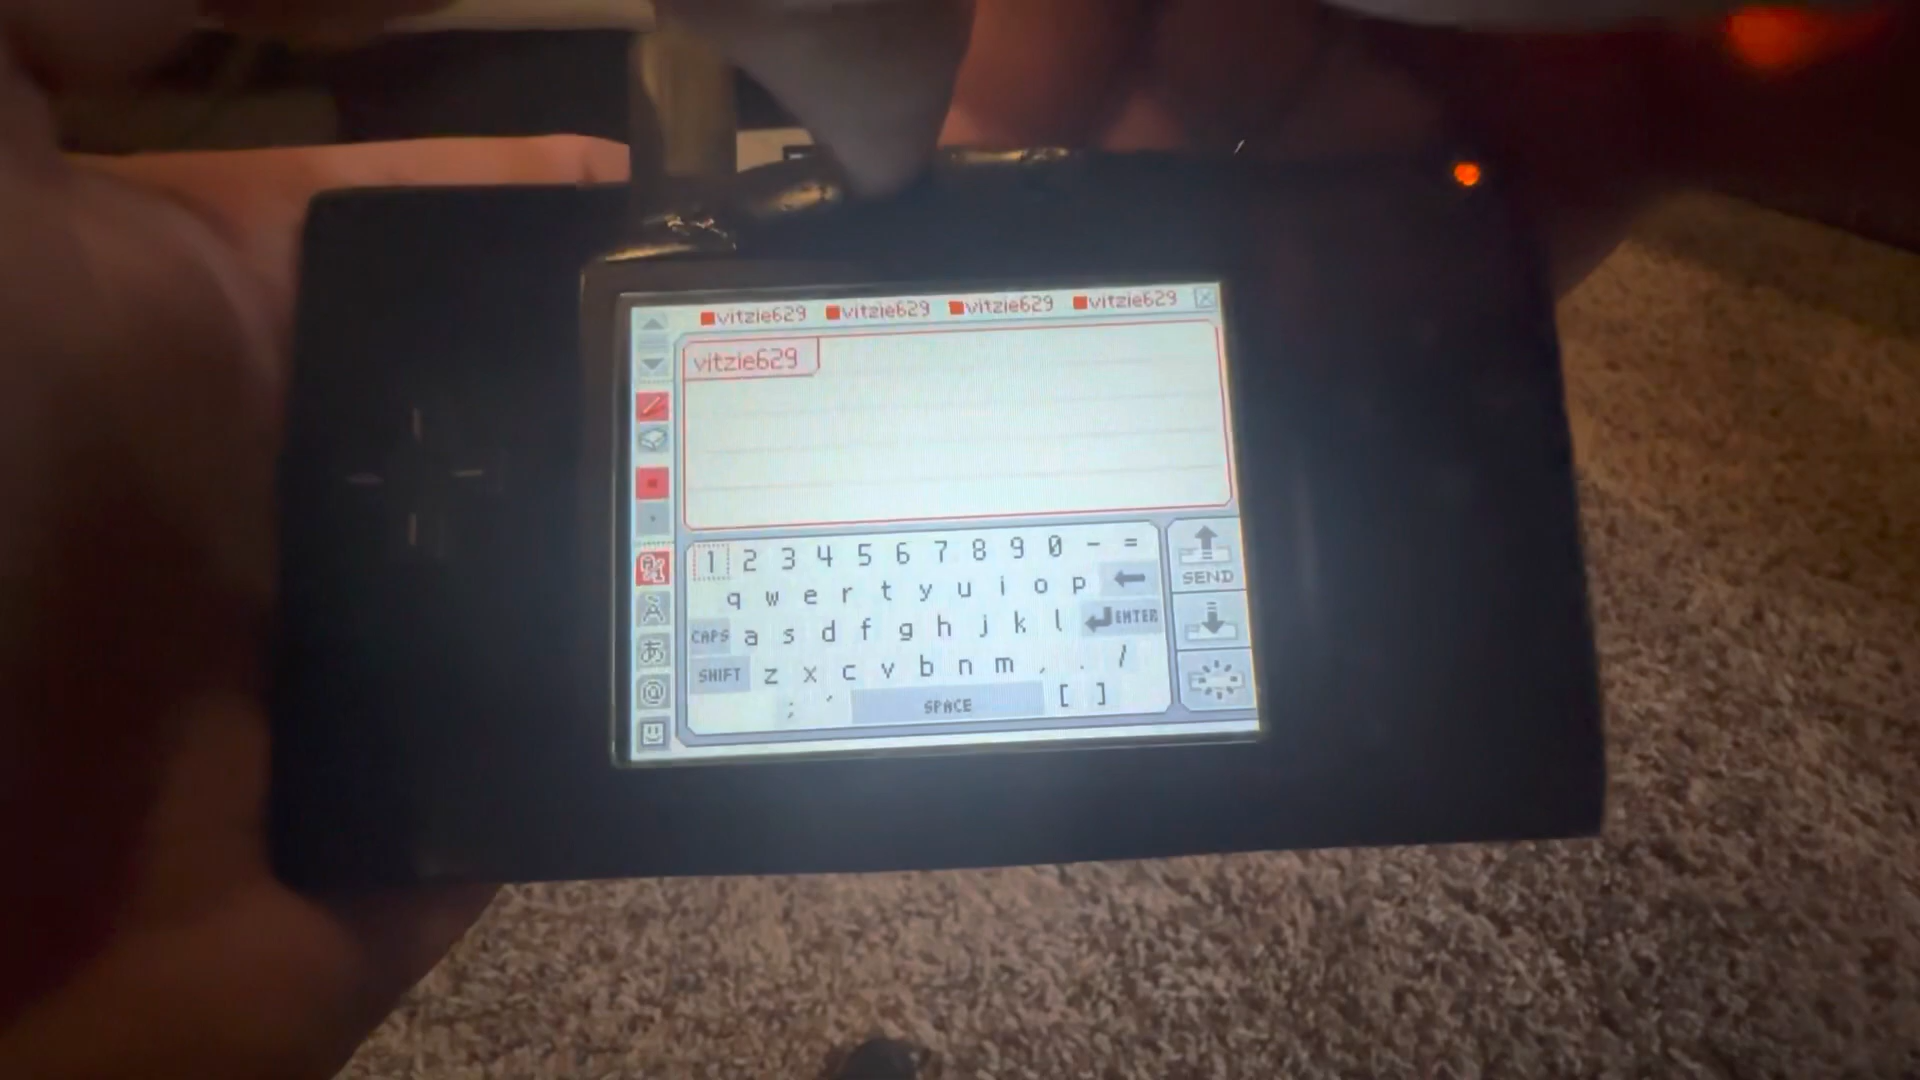 vitzie629 vitzie629 vitzie629 vitzie629
vitzie629
1 2 3 4 5 6 7 8 9 0 - =
q w e r t y u i o p
CAPS a s d f g h j k l ENTER
SHIFT z x c v b n m , . /
; ' SPACE [ ]
SEND
À
あ
@